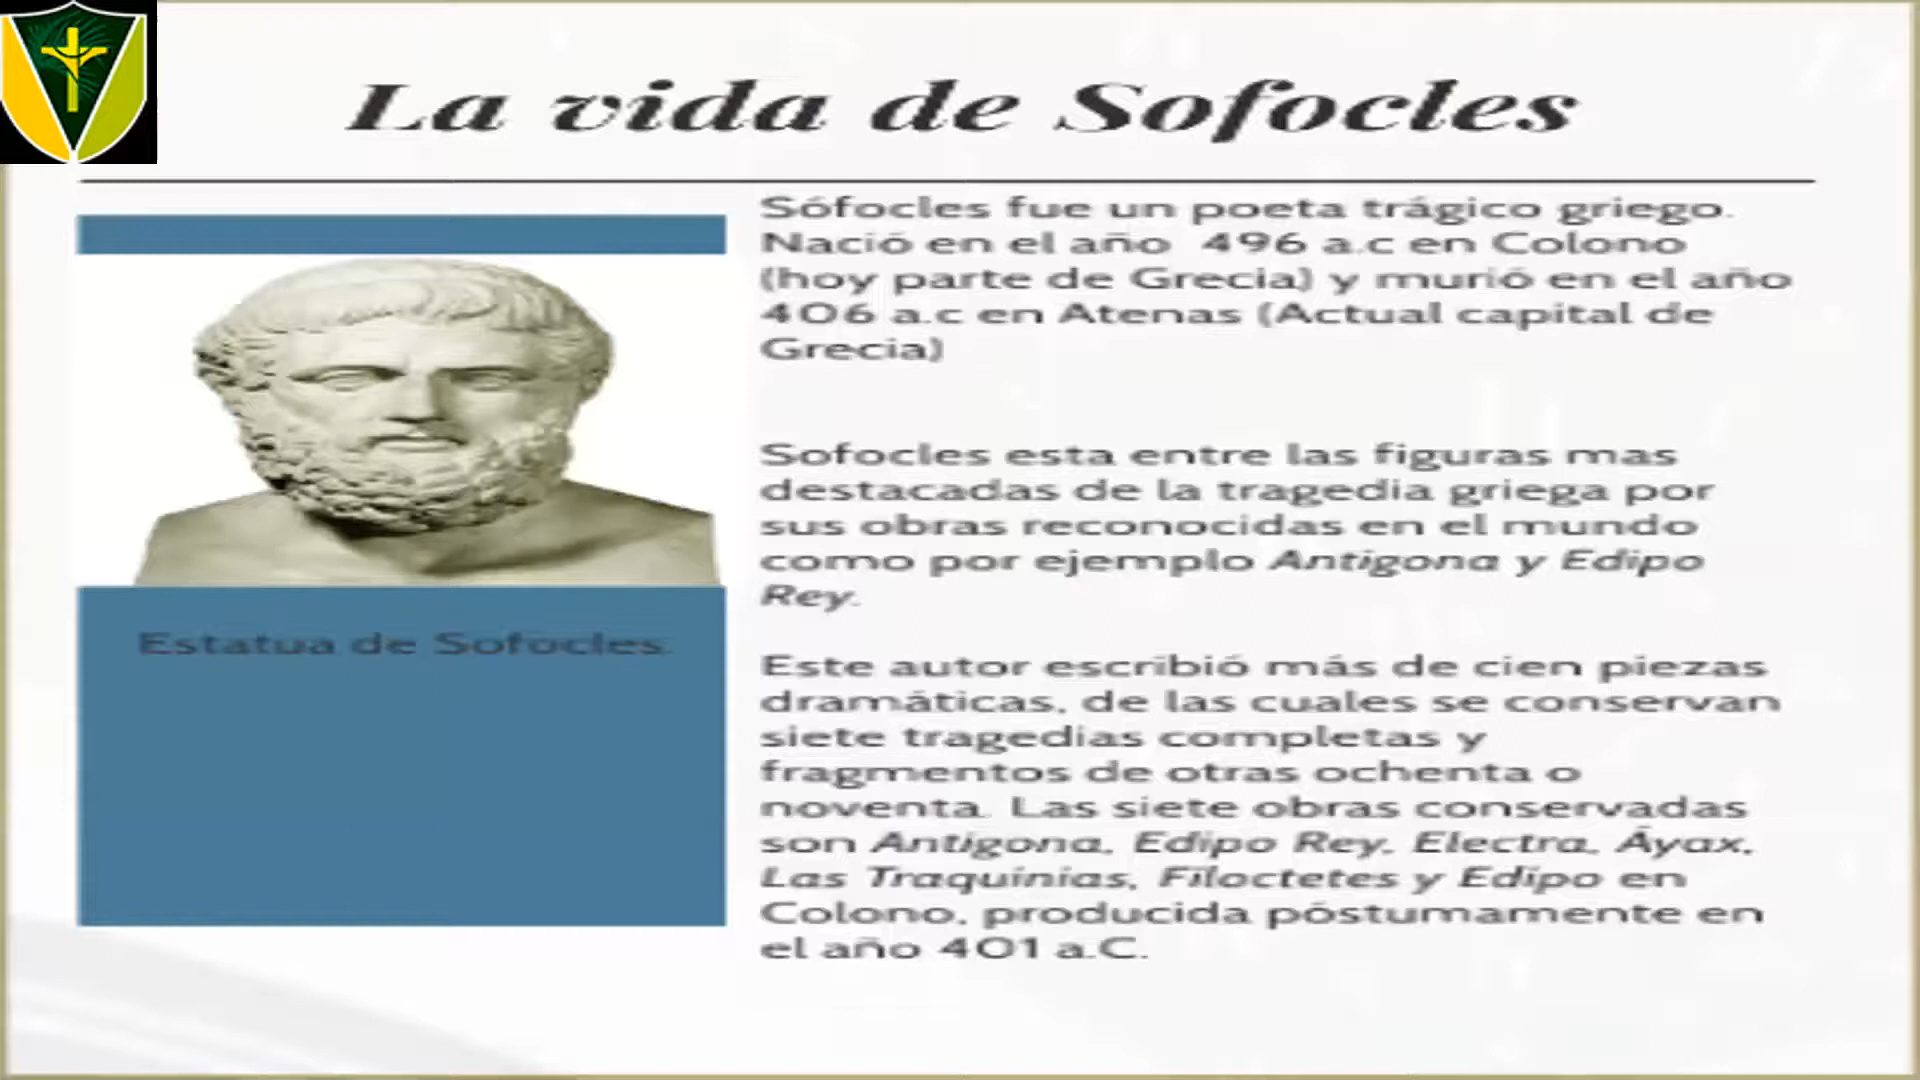 La vida de Sofocles
Sófocles fue un poeta trágico griego.
Nació en el año 496 a.c en Colono
(hoy parte de Grecia) y murió en el año
406 a.c en Atenas (Actual capital de
Grecia)
Sofocles esta entre las figuras mas
destacadas de la tragedia griega por
sus obras reconocidas en el mundo
como por ejemplo Antigona y Edipo
Rey.
Este autor escribió más de cien piezas
dramáticas, de las cuales se conservan
siete tragedias completas y
fragmentos de otras ochenta o
noventa. Las siete obras conservadas
son Antigona, Edipo Rey, Electra, Áyax,
Las Traquinias, Filoctetes y Edipo en
Colono, producida póstumamente en
el año 401 a.C.
Estatua de Sofocles